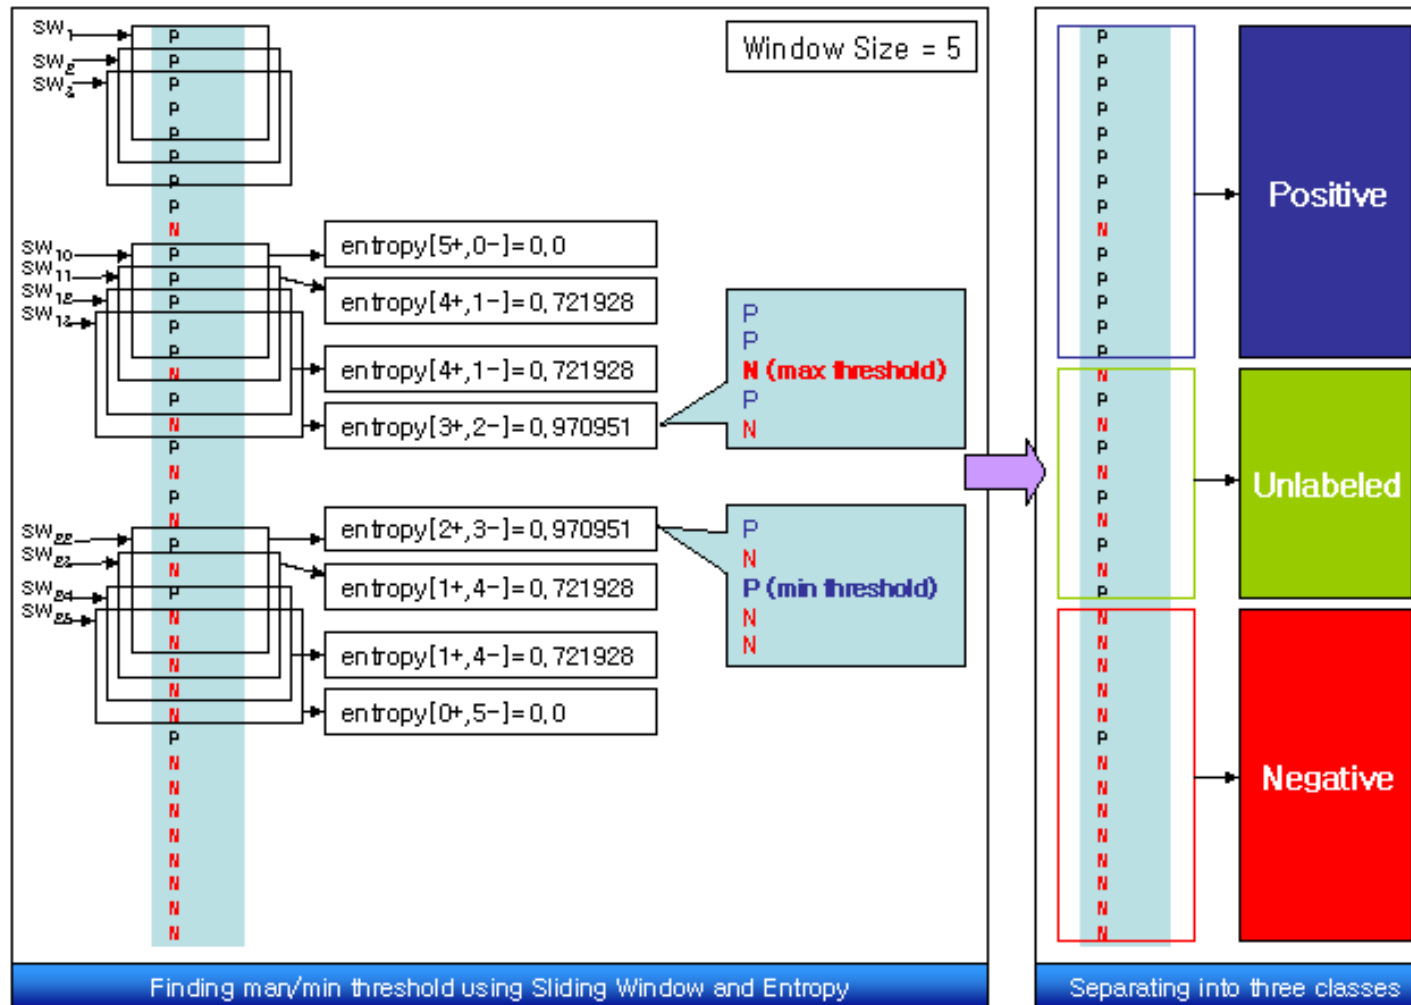 SW1
SW2
SW3
P
P
P
P
P
P
P
P
N
P
P
P
P
P
N
P
N
P
N
P
N
P
N
P
N
N
N
N
N
P
N
N
N
N
N
N
N
N
SW10
SW11
SW12
SW13
SW22
SW23
SW24
SW25
Window Size = 5
entropy[5+,0-]=0,0
entropy[4+,1-]=0,721928
entropy[4+,1-]=0,721928
entropy[3+,2-]=0,970951
P
P
N (max threshold)
P
N
entropy[2+,3-]=0,970951
entropy[1+,4-]=0,721928
entropy[1+,4-]=0,721928
entropy[0+,5-]=0,0
P
N
P (min threshold)
N
N
Finding man/min threshold using Sliding Window and Entropy
P
P
P
P
P
P
P
P
N
P
P
P
P
P
N
P
N
P
N
P
N
P
N
P
N
N
N
N
N
P
N
N
N
N
N
N
N
N
Positive
Unlabeled
Negative
Separating into three classes